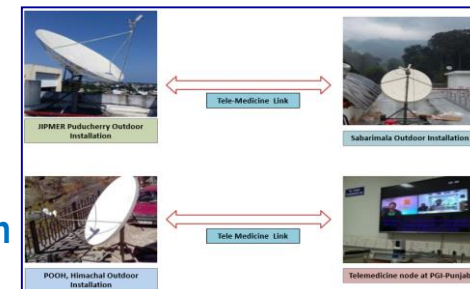 Tele-Medicine Link
JIPMER Puducherry Outdoor
Installation
Sabarimala Outdoor Installation
Tele Medicine Link
POOH, Himachal Outdoor
Installation
Telemedicine node at PGI-Punjab